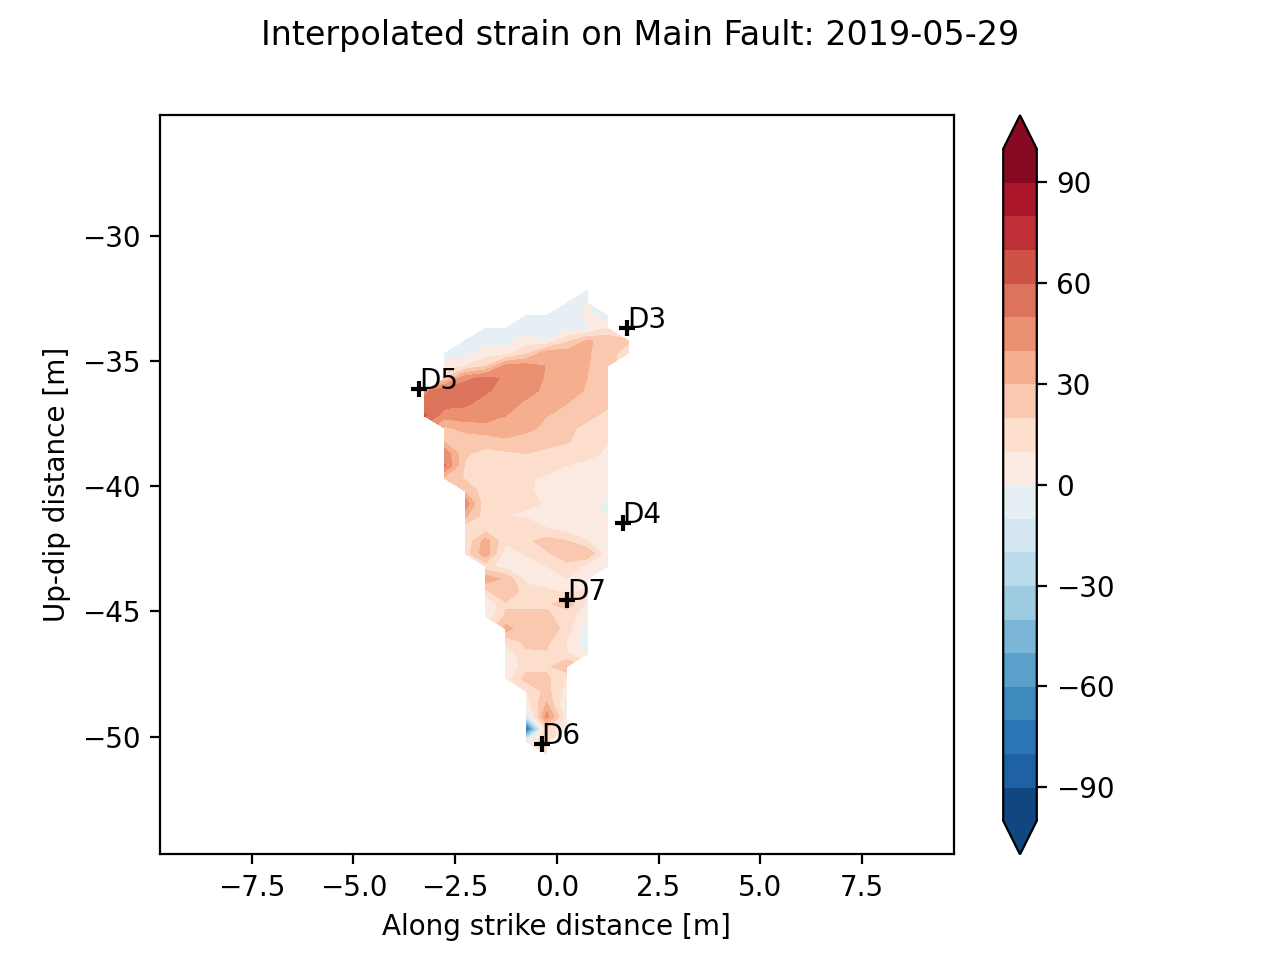 Interpolated strain on Main Fault: 2019-05-29
Up-dip distance [m]
−30
−35
−40
−45
−50
D3
D5
D4
D7
D6
−7.5 −5.0 −2.5 0.0 2.5 5.0 7.5
Along strike distance [m]
90
60
30
0
−30
−60
−90